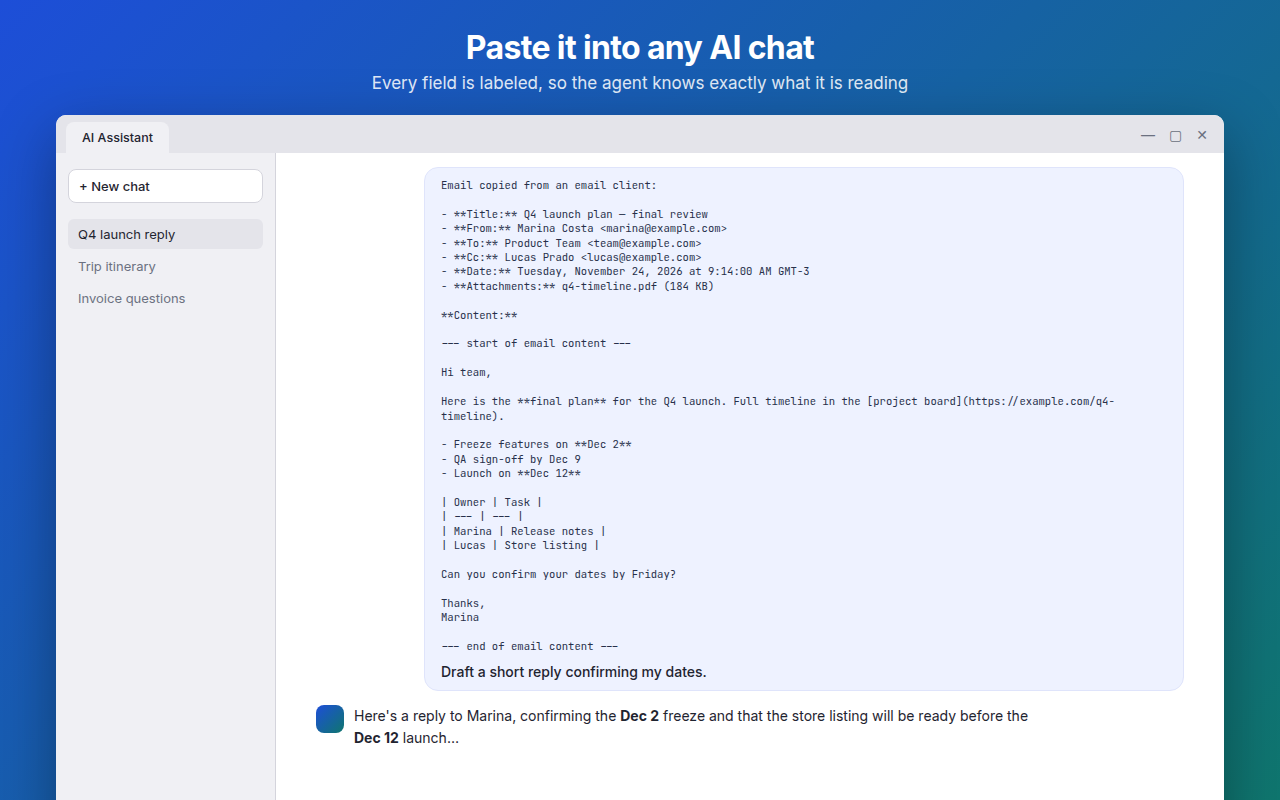 Paste it into any AI chat
Every field is labeled, so the agent knows exactly what it is reading
AI Assistant
+ New chat
Q4 launch reply
Trip itinerary
Invoice questions
Email copied from an email client:
- **Title:** Q4 launch plan — final review
- **From:** Marina Costa <marina@example.com>
- **To:** Product Team <team@example.com>
- **Cc:** Lucas Prado <lucas@example.com>
- **Date:** Tuesday, November 24, 2026 at 9:14:00 AM GMT-3
- **Attachments:** q4-timeline.pdf (184 KB)
**Content:**
--- start of email content ---
Hi team,
Here is the **final plan** for the Q4 launch. Full timeline in the [project board](https://example.com/q4-
timeline).
- Freeze features on **Dec 2**
- QA sign-off by Dec 9
- Launch on **Dec 12**
| Owner | Task |
| --- | --- |
| Marina | Release notes |
| Lucas | Store listing |
Can you confirm your dates by Friday?
Thanks,
Marina
--- end of email content ---
Draft a short reply confirming my dates.
Here's a reply to Marina, confirming the Dec 2 freeze and that the store listing will be ready before the
Dec 12 launch...